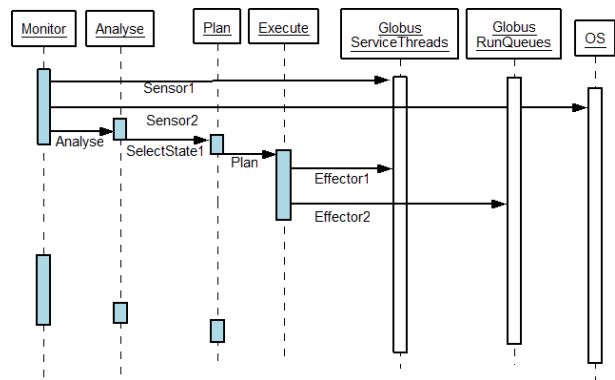 Monitor
Analyse
Plan
Execute
Globus
ServiceThreads
Globus
RunQueues
OS
Sensor1
Sensor2
Analyse
SelectState1
Plan
Effector1
Effector2